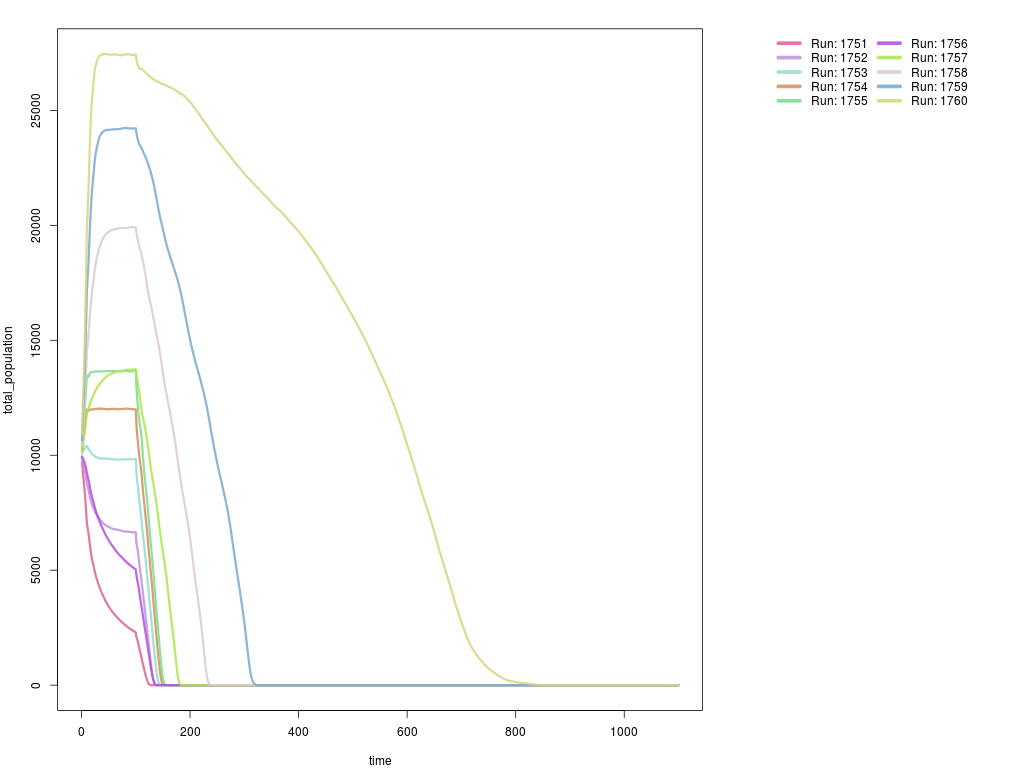 Run: 1751
Run: 1752
Run: 1753
Run: 1754
Run: 1755
Run: 1756
Run: 1757
Run: 1758
Run: 1759
Run: 1760
total_population
25000
20000
15000
10000
5000
0
0 200 400 600 800 1000
time